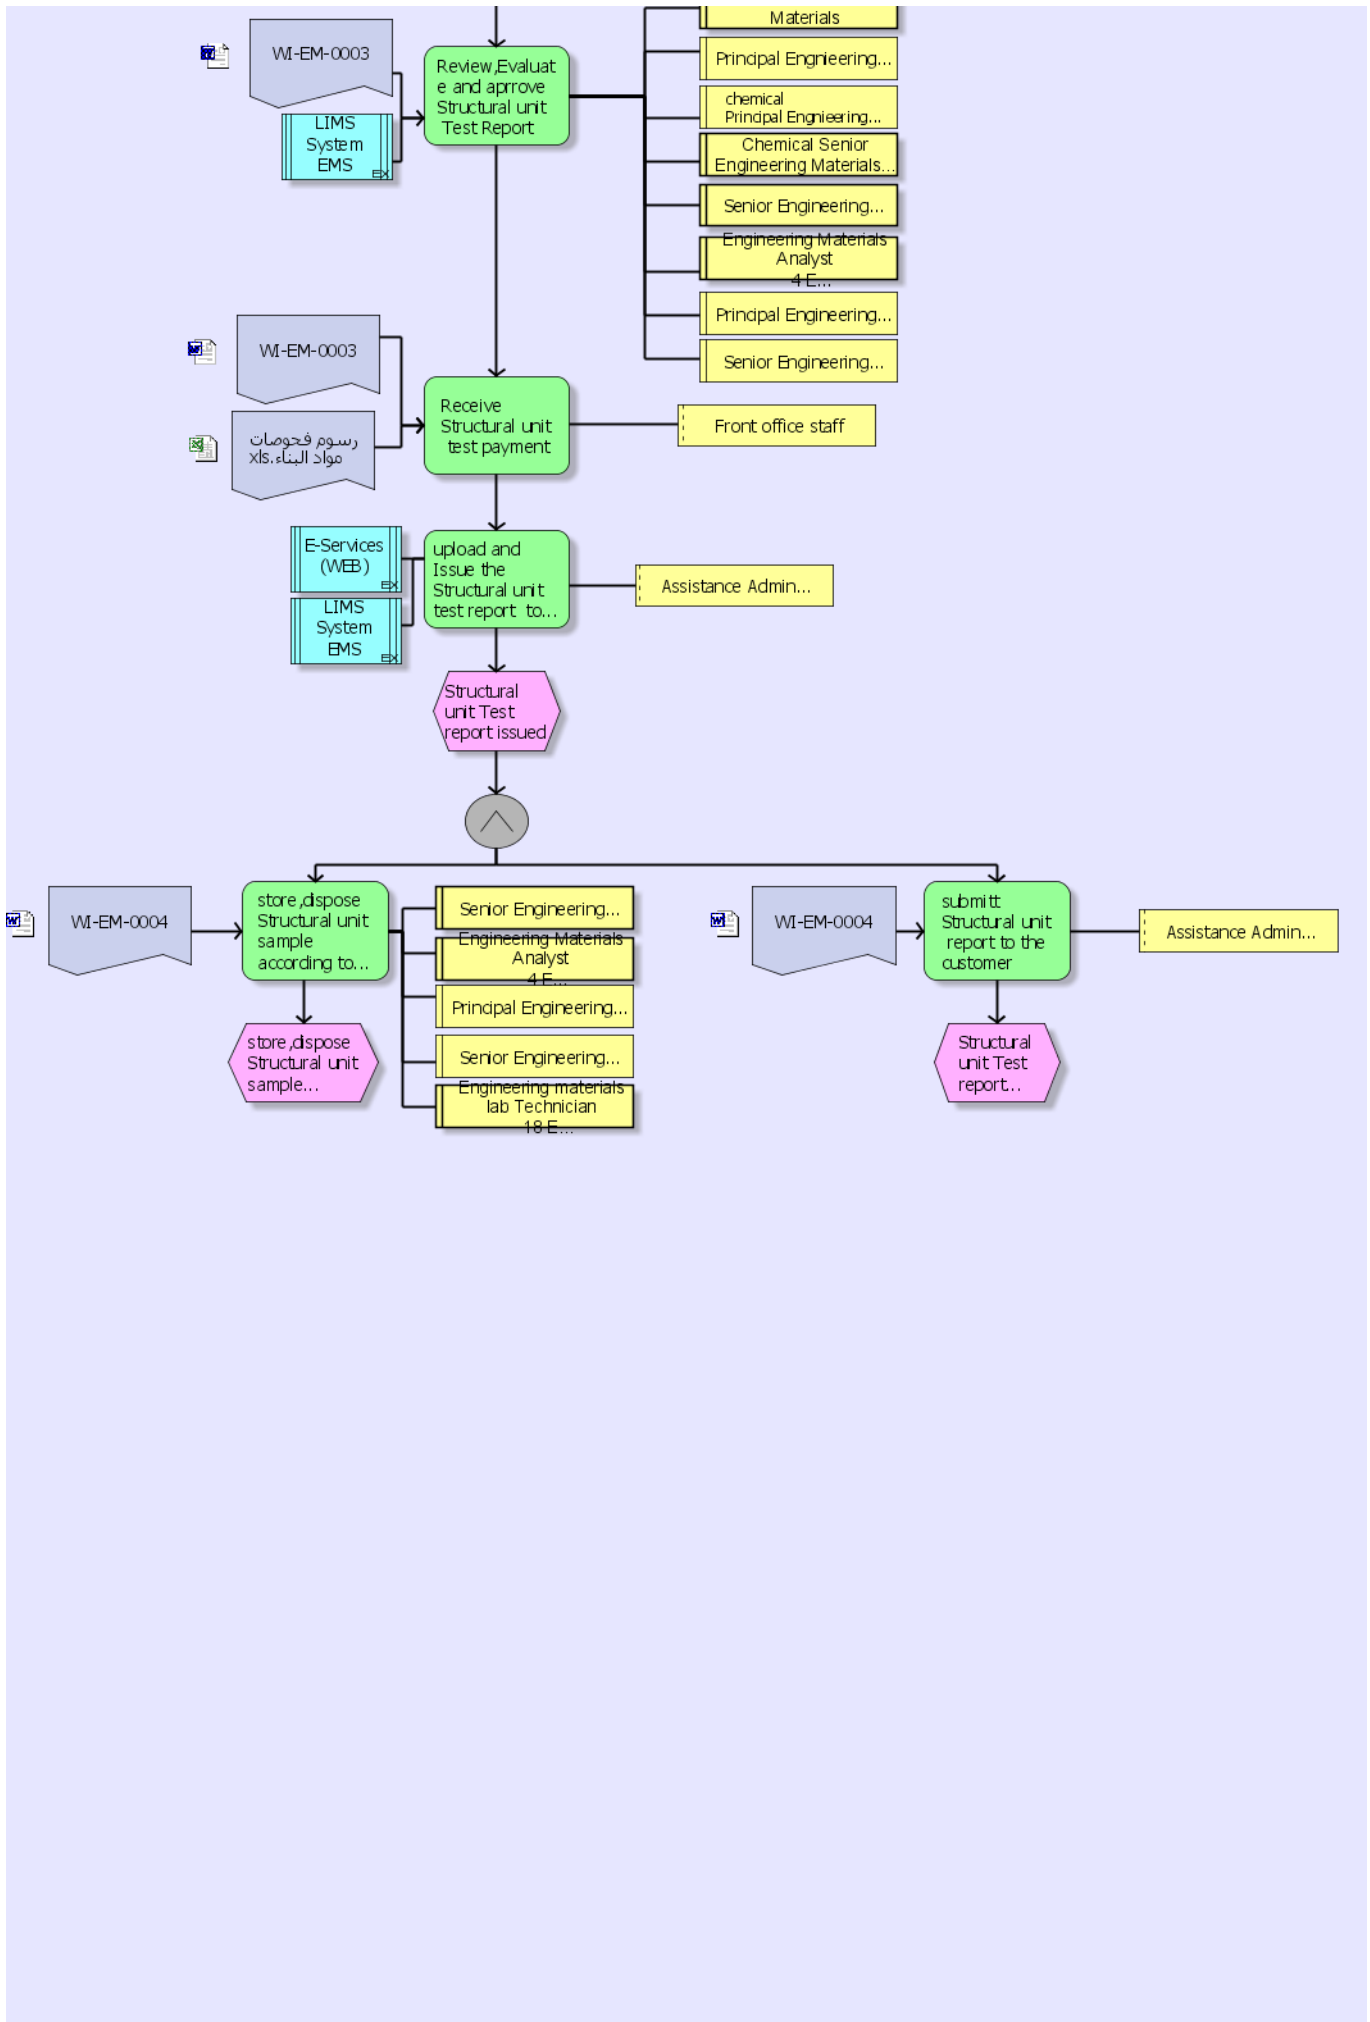 Materials
WI-EM-0003
Review,Evaluat
e and aprrove
Structural unit
Test Report
Principal Engnieering...
chemical
Principal Engnieering...
LIMS
System
EMS
EX
Chemical Senior
Engineering Materials...
Senior Engineering...
Engineering Materials
Analyst
4 E...
Principal Engineering...
WI-EM-0003
Senior Engineering...
Receive
Structural unit
test payment
Front office staff
رسوم فحوصات
مواد البناء.xls
E-Services
(WEB)
EX
upload and
Issue the
Structural unit
test report to...
Assistance Admin...
LIMS
System
EMS
EX
Structural
unit Test
report issued
WI-EM-0004
store,dispose
Structural unit
sample
according to...
Senior Engineering...
Engineering Materials
Analyst
4 E...
Principal Engineering...
Senior Engineering...
Engineering materials
lab Technician
18 E...
store,dispose
Structural unit
sample...
WI-EM-0004
submitt
Structural unit
report to the
customer
Assistance Admin...
Structural
unit Test
report...